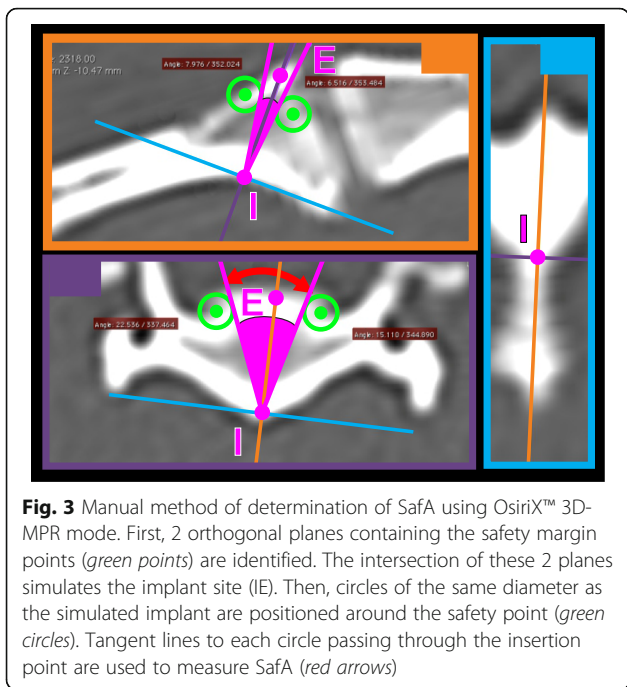 : 2318.00
m Z: -10.47 mm
Angle: 7.976 / 352.024
E
Angle: 6.516 / 353.484
I
E
Angle: 22.536 / 337.464
Angle: 15.110 / 344.890
I
I
Fig. 3 Manual method of determination of SafA using OsiriX™ 3D-
MPR mode. First, 2 orthogonal planes containing the safety margin
points (green points) are identified. The intersection of these 2 planes
simulates the implant site (IE). Then, circles of the same diameter as
the simulated implant are positioned around the safety point (green
circles). Tangent lines to each circle passing through the insertion
point are used to measure SafA (red arrows)